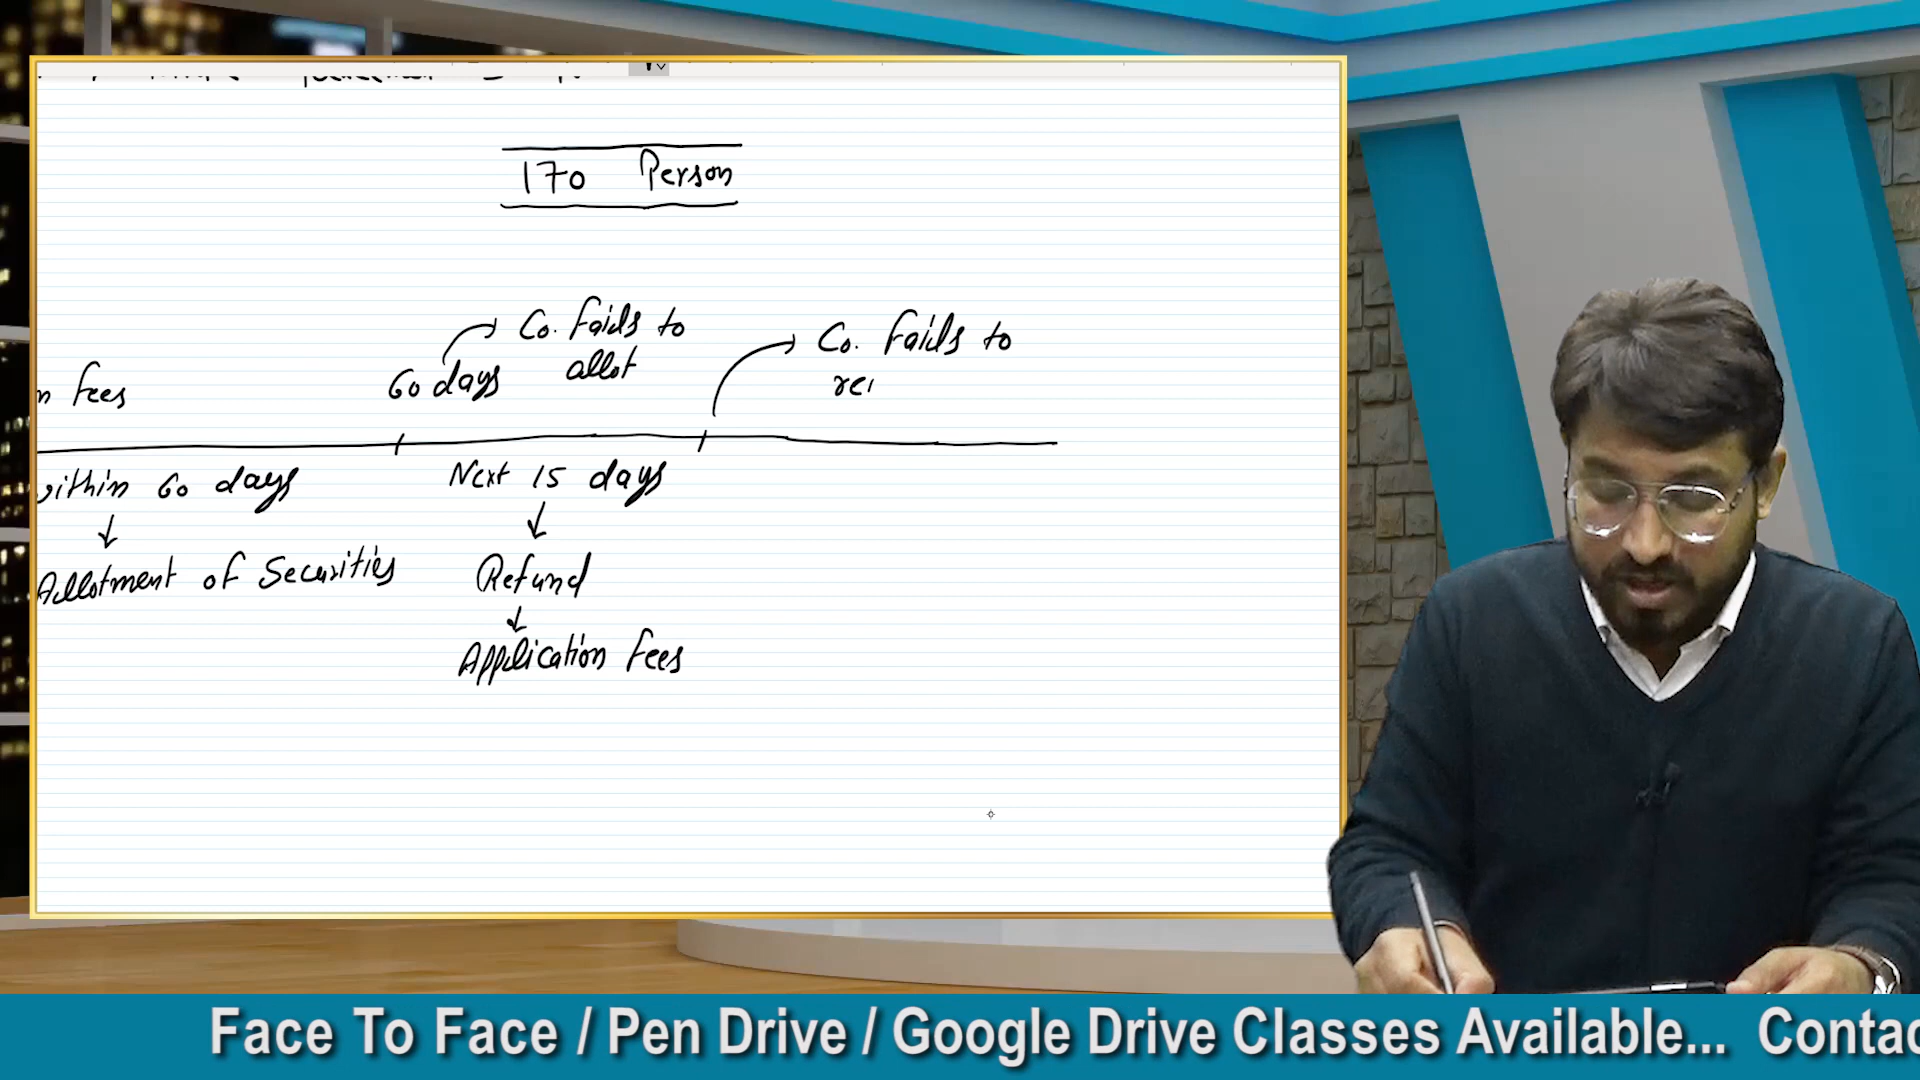 170 Person
Co. fails to
allot
Co. fails to
n fees
60 days
within 60 days
Next 15 days
Allotment of Securities
Refund
Application fees
Face To Face / Pen Drive / Google Drive Classes Available... Contac